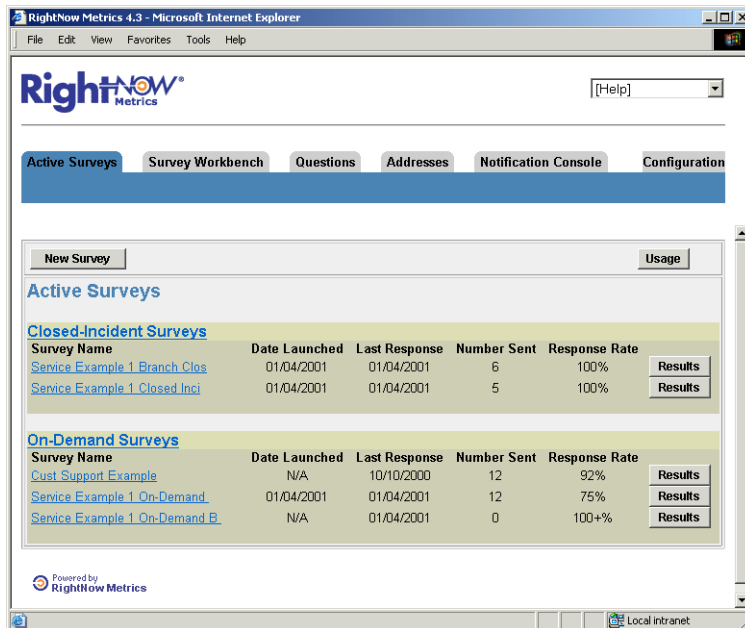 RightNow Metrics 4.3 - Microsoft Internet Explorer
File Edit View Favorites Tools Help
RightNOW®
Metrics
[Help]
Active Surveys Survey Workbench Questions Addresses Notification Console Configuration
New Survey Usage
Active Surveys
Closed-Incident Surveys
Survey Name Date Launched Last Response Number Sent Response Rate
Service Example 1 Branch Clos 01/04/2001 01/04/2001 6 100% Results
Service Example 1 Closed Inci 01/04/2001 01/04/2001 5 100% Results
On-Demand Surveys
Survey Name Date Launched Last Response Number Sent Response Rate
Cust Support Example N/A 10/10/2000 12 92% Results
Service Example 1 On-Demand 01/04/2001 01/04/2001 12 75% Results
Service Example 1 On-Demand B N/A 01/04/2001 0 100+% Results
Powered by
RightNow Metrics
Local intranet